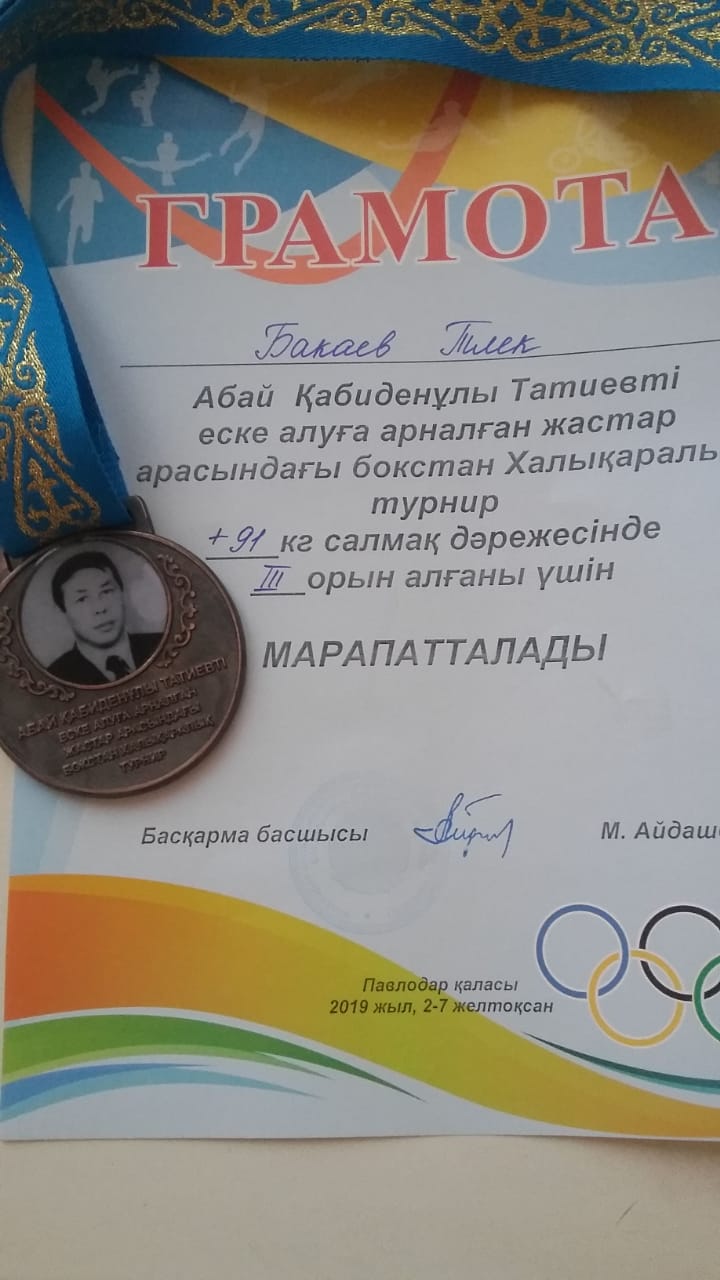 ГРАМОТА
Бакаев Тлек
Абай Қабиденұлы Татиевті
еске алуға арналған жастар
арасындағы бокстан Халықаралы
турнир
+91 кг салмақ дәрежесінде
III орын алғаны үшін
МАРАПАТТАЛАДЫ
АБАЙ ҚАБИДЕНҰЛЫ ТАТИЕВТІ
ЕСКЕ АЛУҒА АРНАЛҒАН
ЖАСТАР АРАСЫНДАҒЫ
БОКСТАН ХАЛЫҚАРАЛЫҚ
ТУРНИР
Басқарма басшысы М. Айдаш
Павлодар қаласы
2019 жыл, 2-7 желтоқсан